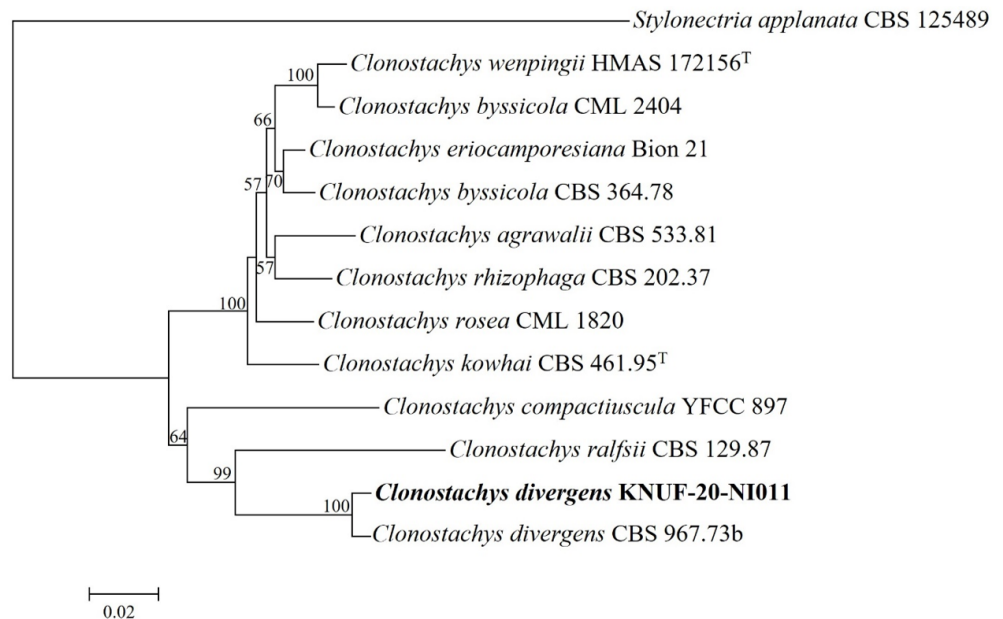 Stylonectria applanata CBS 125489
Clonostachys wenpingii HMAS 172156ᵀ
100
Clonostachys byssicola CML 2404
66
Clonostachys eriocamporesiana Bion 21
57
70
Clonostachys byssicola CBS 364.78
Clonostachys agrawalii CBS 533.81
57
Clonostachys rhizophaga CBS 202.37
100
Clonostachys rosea CML 1820
Clonostachys kowhai CBS 461.95ᵀ
Clonostachys compactiuscula YFCC 897
64
Clonostachys ralfsii CBS 129.87
99
Clonostachys divergens KNUF-20-NI011
100
Clonostachys divergens CBS 967.73b
0.02